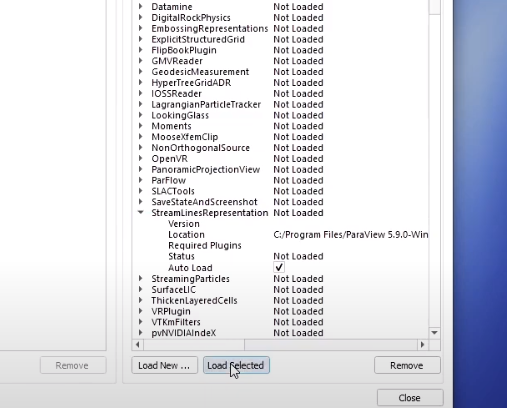 Datamine Not Loaded
DigitalRockPhysics Not Loaded
EmbossingRepresentations Not Loaded
ExplicitStructuredGrid Not Loaded
FlipBookPlugin Not Loaded
GMVReader Not Loaded
GeodesicMeasurement Not Loaded
HyperTreeGridADR Not Loaded
IOSSReader Not Loaded
LagrangianParticleTracker Not Loaded
LookingGlass Not Loaded
Moments Not Loaded
MooseXfemClip Not Loaded
NonOrthogonalSource Not Loaded
OpenVR Not Loaded
PanoramicProjectionView Not Loaded
ParFlow Not Loaded
SLACTools Not Loaded
SaveStateAndScreenshot Not Loaded
StreamLinesRepresentation Not Loaded
Version
Location C:/Program Files/ParaView 5.9.0-Win
Required Plugins
Status Not Loaded
Auto Load
StreamingParticles Not Loaded
SurfaceLIC Not Loaded
ThickenLayeredCells Not Loaded
VRPlugin Not Loaded
VTKmFilters Not Loaded
pvNVIDIAIndeX Not Loaded
Remove
Load New ...
Load Selected
Remove
Close